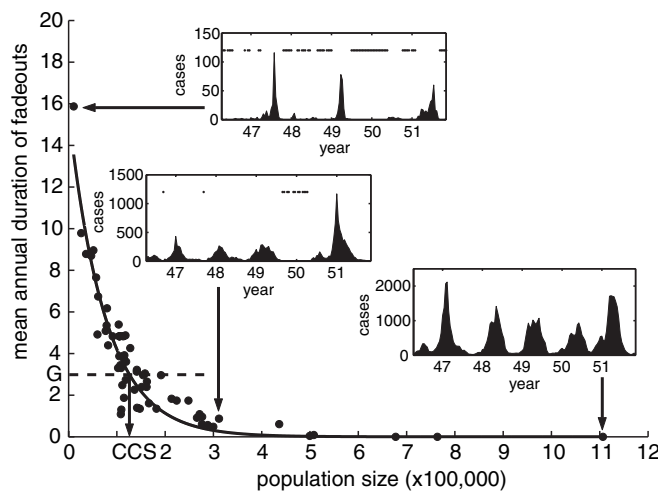 mean annual duration of fadeouts
20
18
16
14
12
10
8
6
4
G
2
0
0 CCS 2 3 4 5 6 7 8 9 10 11 12
population size (x100,000)
cases
150
100
50
0
47 48 49 50 51
year
cases
1500
1000
500
0
47 48 49 50 51
year
cases
2000
1000
0
47 48 49 50 51
year